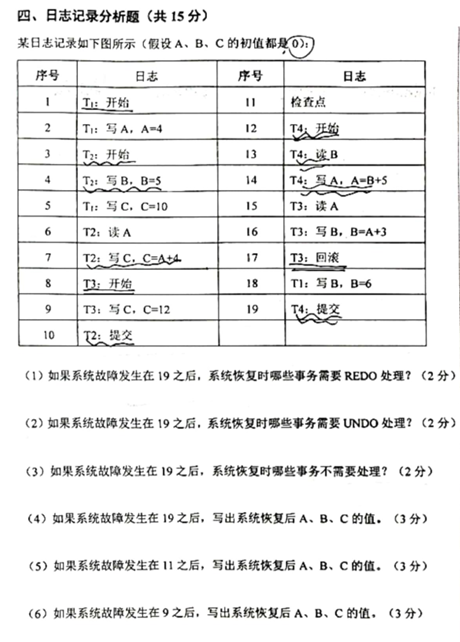 四、日志记录分析题（共 15 分）
某日志记录如下图所示（假设 A、B、C 的初值都是 0）：
序号 日志 序号 日志
1 T₁：开始 11 检查点
2 T₁：写 A，A=4 12 T4：开始
3 T₂：开始 13 T4：读 B
4 T₂：写 B，B=5 14 T4：写 A，A=B+5
5 T₁：写 C，C=10 15 T3：读 A
6 T2：读 A 16 T3：写 B，B=A+3
7 T2：写 C，C=A+4 17 T3：回滚
8 T3：开始 18 T1：写 B，B=6
9 T3：写 C，C=12 19 T4：提交
10 T2：提交
（1）如果系统故障发生在 19 之后，系统恢复时哪些事务需要 REDO 处理？（2 分）
（2）如果系统故障发生在 19 之后，系统恢复时哪些事务需要 UNDO 处理？（2 分）
（3）如果系统故障发生在 19 之后，系统恢复时哪些事务不需要处理？（2 分）
（4）如果系统故障发生在 19 之后，写出系统恢复后 A、B、C 的值。（3 分）
（5）如果系统故障发生在 11 之后，写出系统恢复后 A、B、C 的值。（3 分）
（6）如果系统故障发生在 9 之后，写出系统恢复后 A、B、C 的值。（3 分）